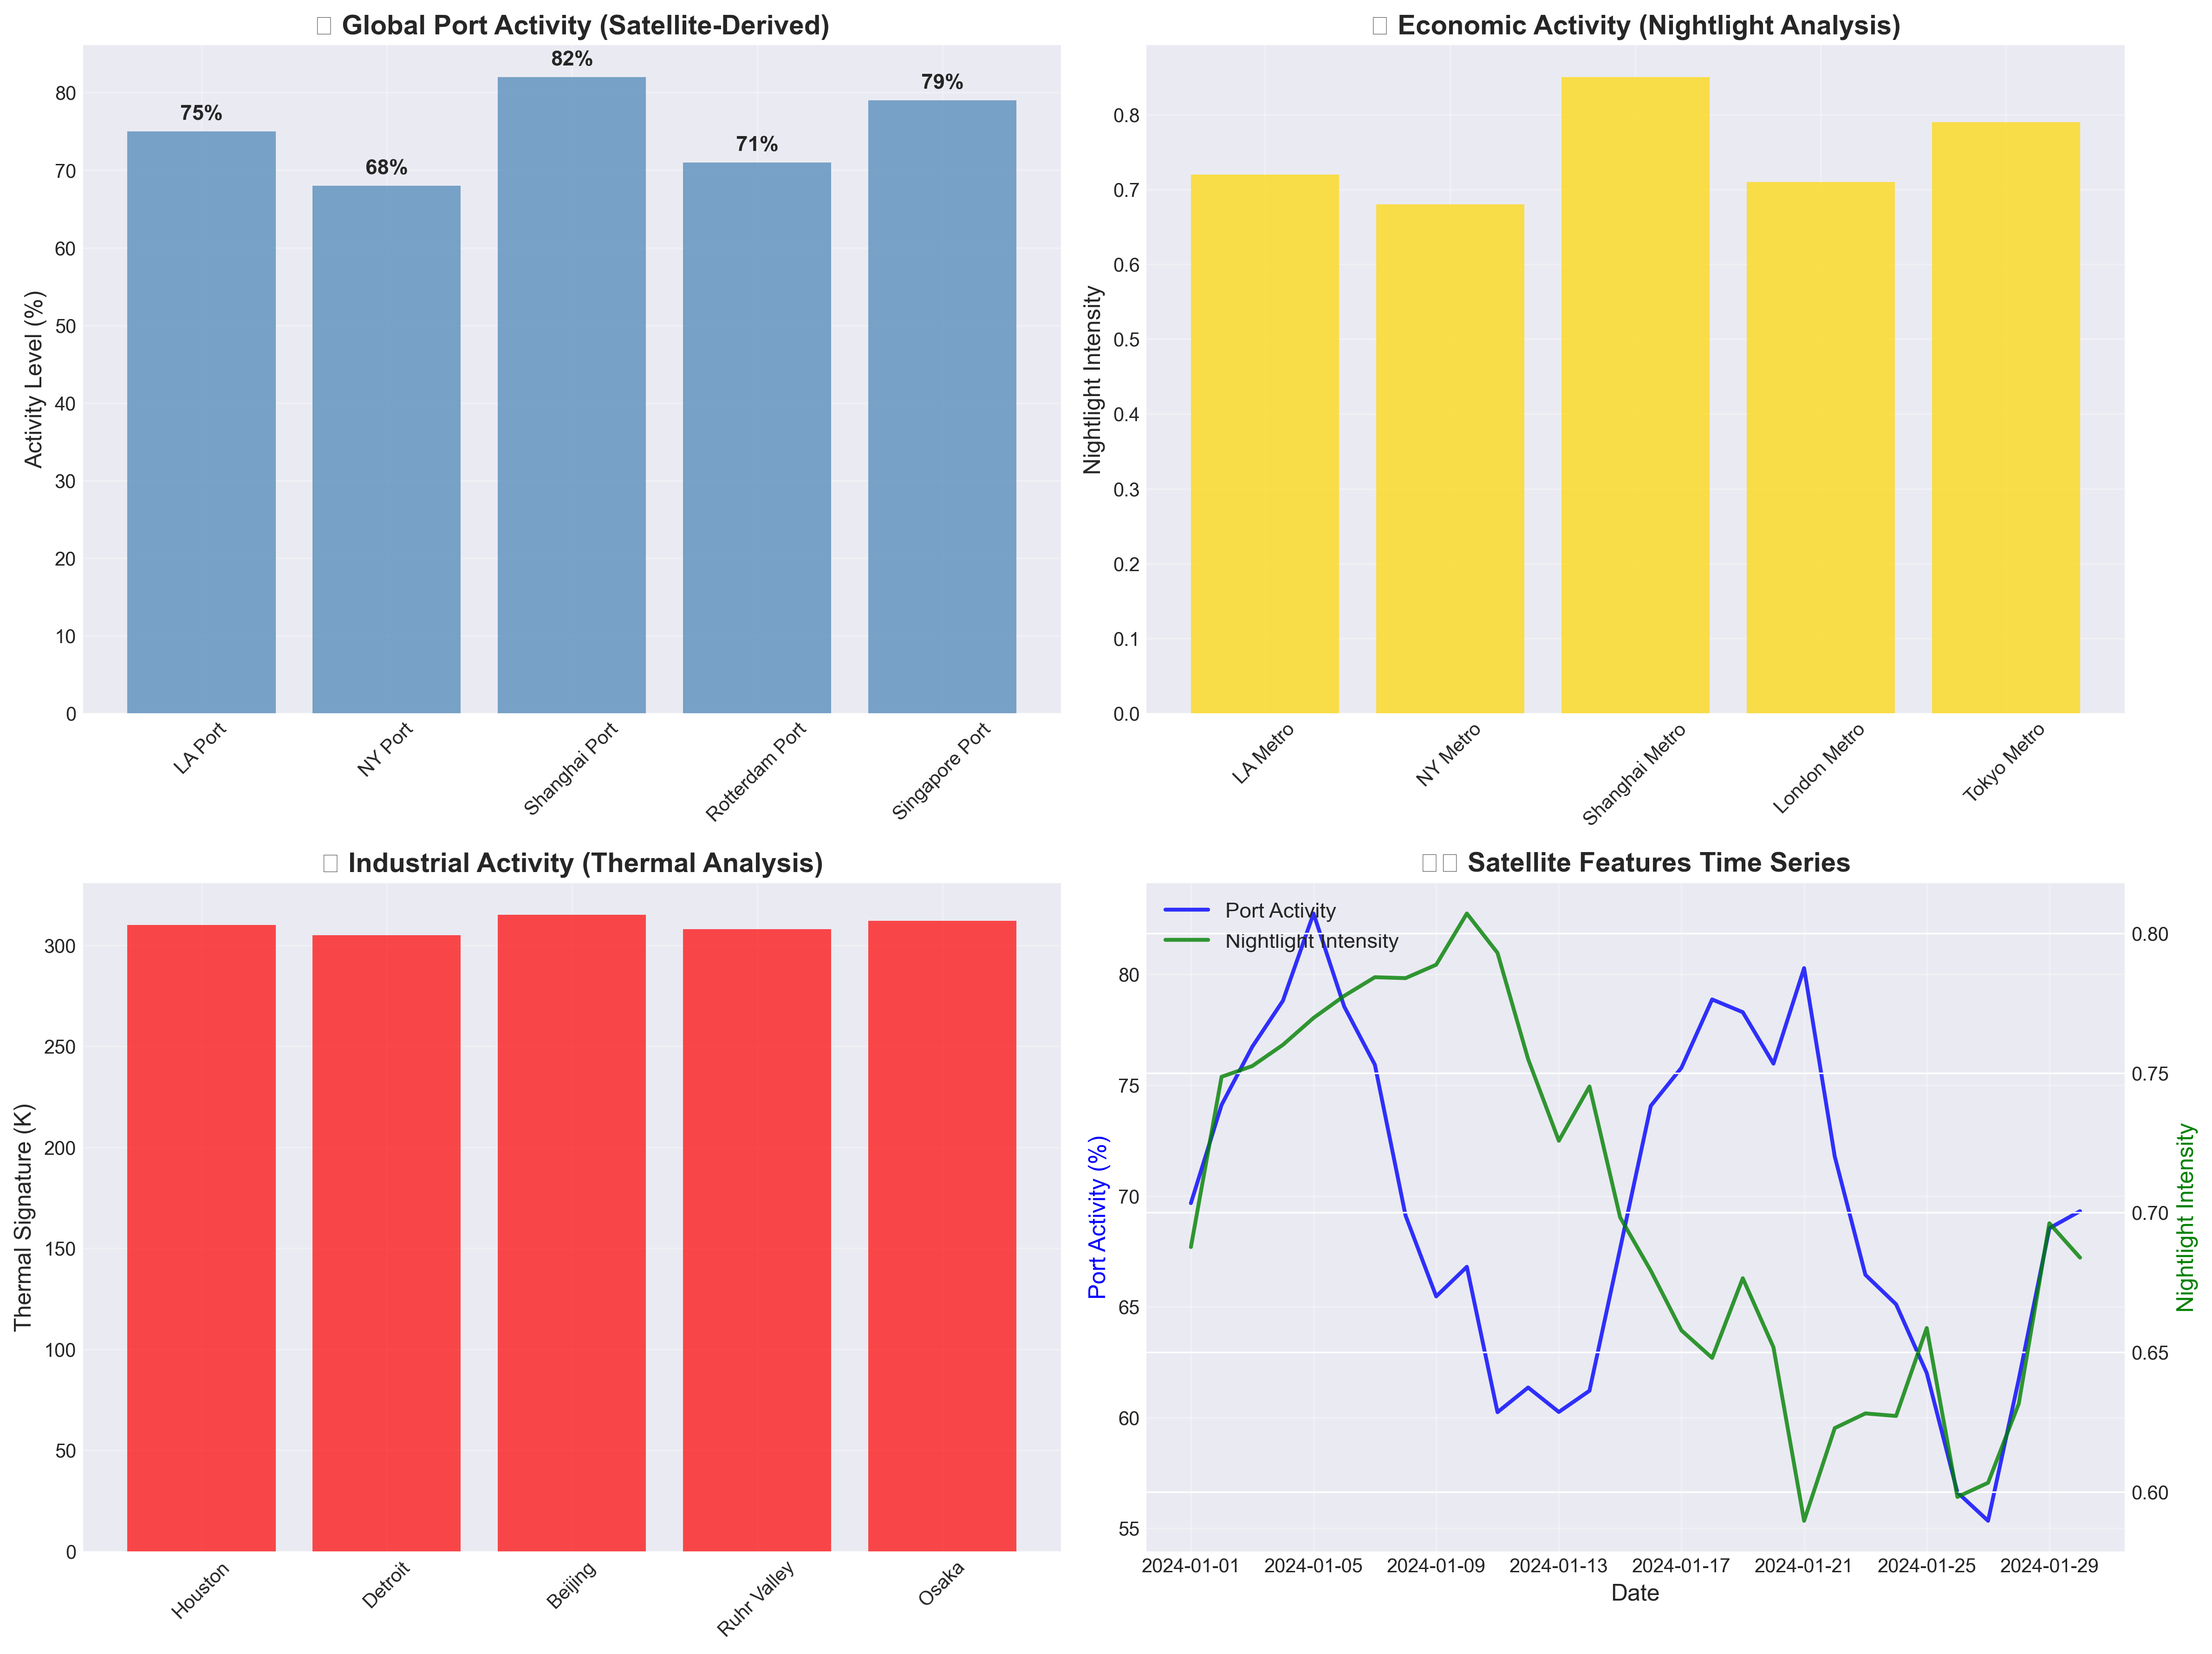 Global Port Activity (Satellite-Derived)
Activity Level (%)
80
70
60
50
40
30
20
10
0
75%
68%
82%
71%
79%
LA Port
NY Port
Shanghai Port
Rotterdam Port
Singapore Port
Economic Activity (Nightlight Analysis)
Nightlight Intensity
0.8
0.7
0.6
0.5
0.4
0.3
0.2
0.1
0.0
LA Metro
NY Metro
Shanghai Metro
London Metro
Tokyo Metro
Industrial Activity (Thermal Analysis)
Thermal Signature (K)
300
250
200
150
100
50
0
Houston
Detroit
Beijing
Ruhr Valley
Osaka
Satellite Features Time Series
Port Activity
Nightlight Intensity
Port Activity (%)
80
75
70
65
60
55
0.80
0.75
0.70
0.65
0.60
Nightlight Intensity
2024-01-01
2024-01-05
2024-01-09
2024-01-13
2024-01-17
2024-01-21
2024-01-25
2024-01-29
Date